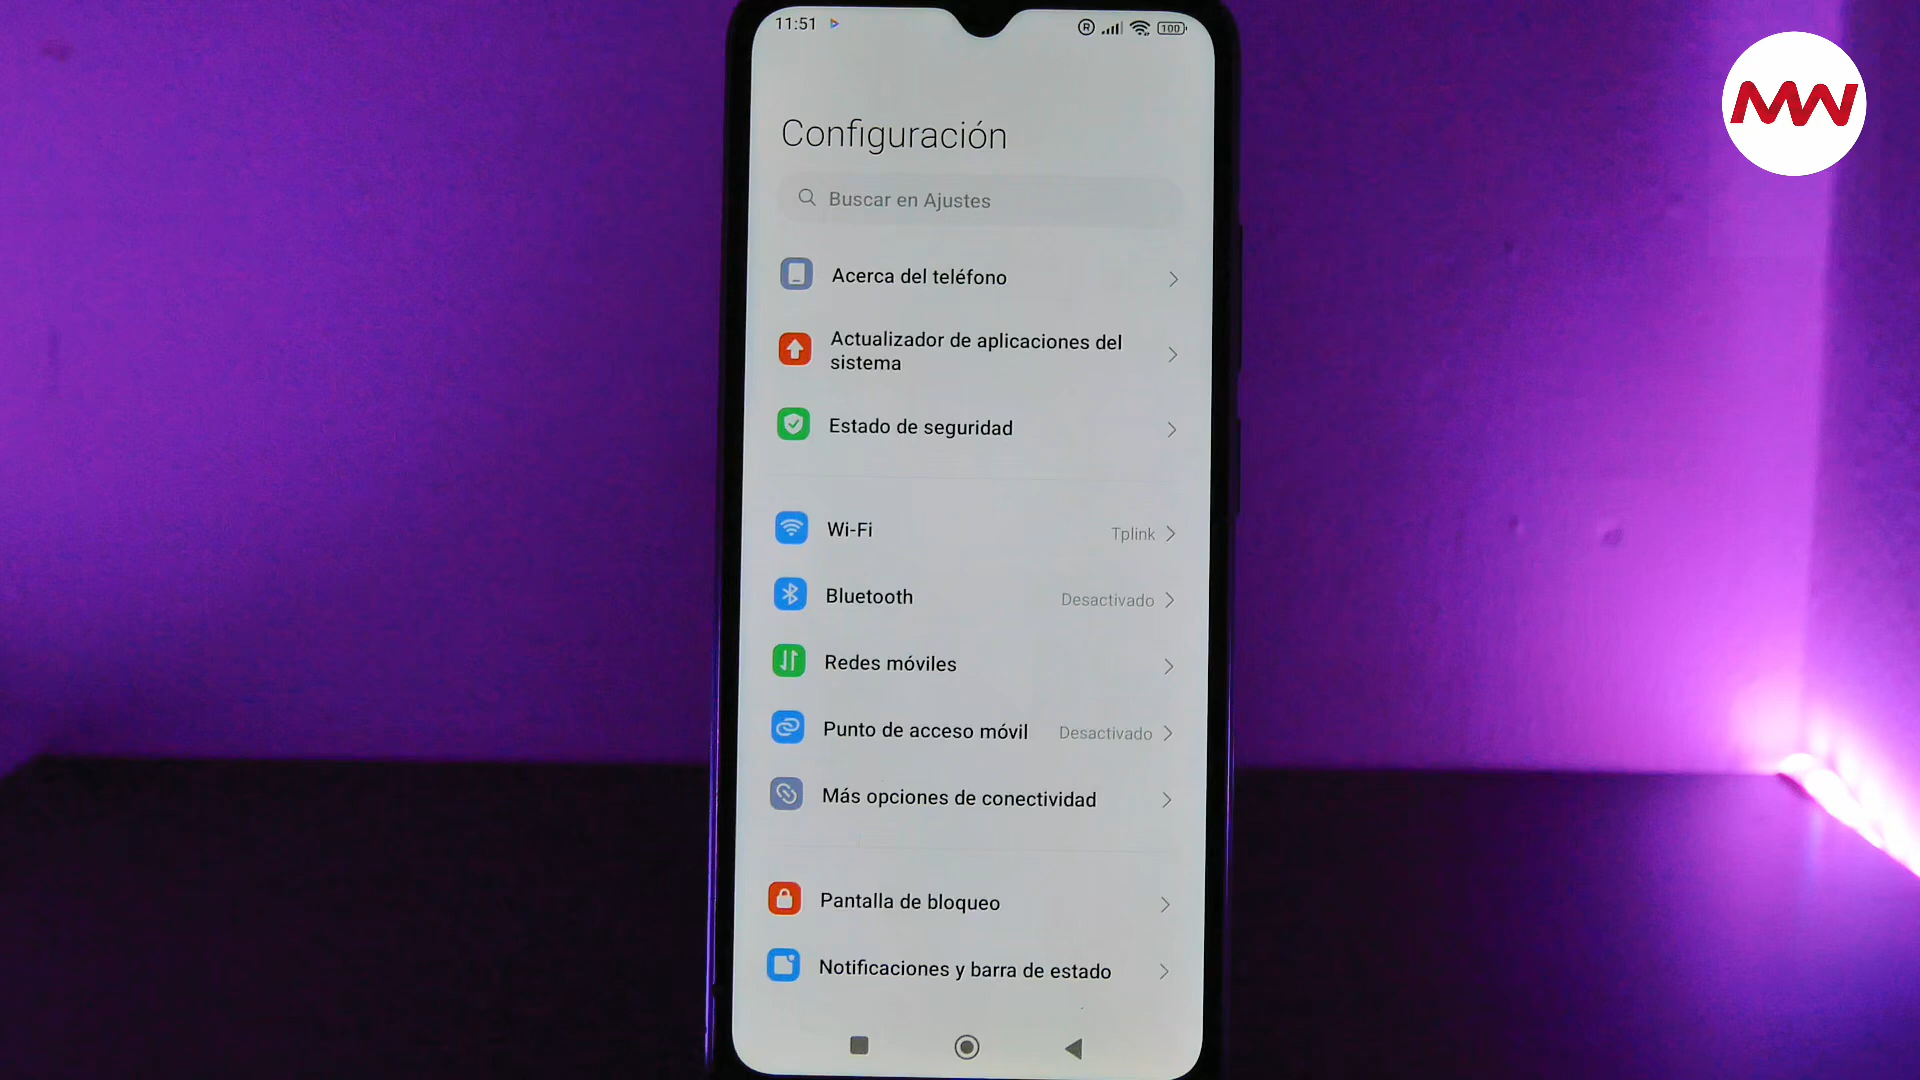 11:51
R
100
MW
Configuración
Buscar en Ajustes
Acerca del teléfono
Actualizador de aplicaciones del
sistema
Estado de seguridad
Wi-Fi
Tplink
Bluetooth
Desactivado
Redes móviles
Punto de acceso móvil
Desactivado
Más opciones de conectividad
Pantalla de bloqueo
Notificaciones y barra de estado